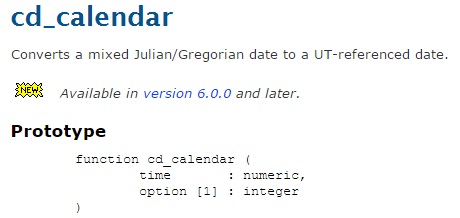 cd_calendar
Converts a mixed Julian/Gregorian date to a UT-referenced date.
NEW Available in version 6.0.0 and later.
Prototype
function cd_calendar (
time : numeric,
option [1] : integer
)